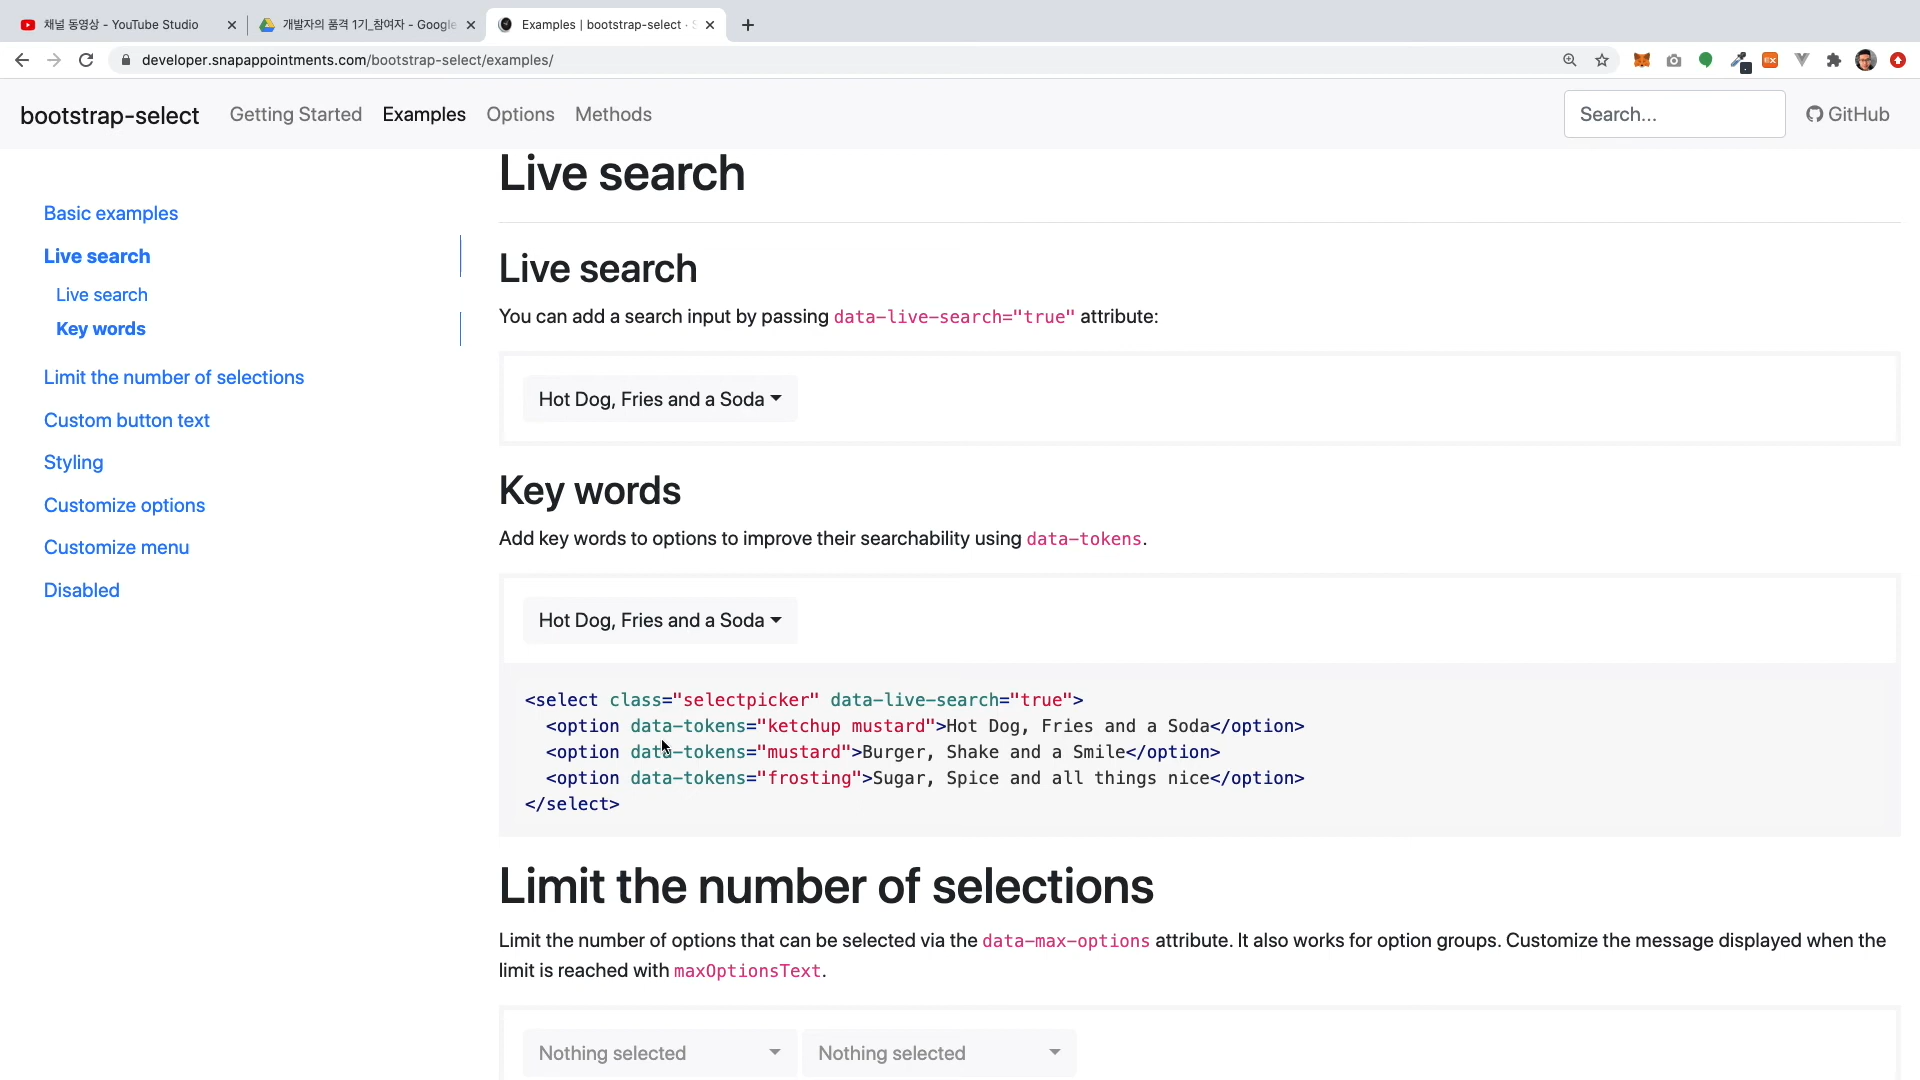 채널 동영상 - YouTube Studio
개발자의 품격 1기_참여자 - Google
Examples | bootstrap-select ·
developer.snapappointments.com/bootstrap-select/examples/
bootstrap-select
Getting Started
Examples
Options
Methods
Search...
GitHub
Basic examples
Live search
Live search
Key words
Limit the number of selections
Custom button text
Styling
Customize options
Customize menu
Disabled
Live search
Live search
You can add a search input by passing data-live-search="true" attribute:
Hot Dog, Fries and a Soda
Key words
Add key words to options to improve their searchability using data-tokens.
Hot Dog, Fries and a Soda
<select class="selectpicker" data-live-search="true">
<option data-tokens="ketchup mustard">Hot Dog, Fries and a Soda</option>
<option data-tokens="mustard">Burger, Shake and a Smile</option>
<option data-tokens="frosting">Sugar, Spice and all things nice</option>
</select>
Limit the number of selections
Limit the number of options that can be selected via the data-max-options attribute. It also works for option groups. Customize the message displayed when the
limit is reached with maxOptionsText.
Nothing selected
Nothing selected